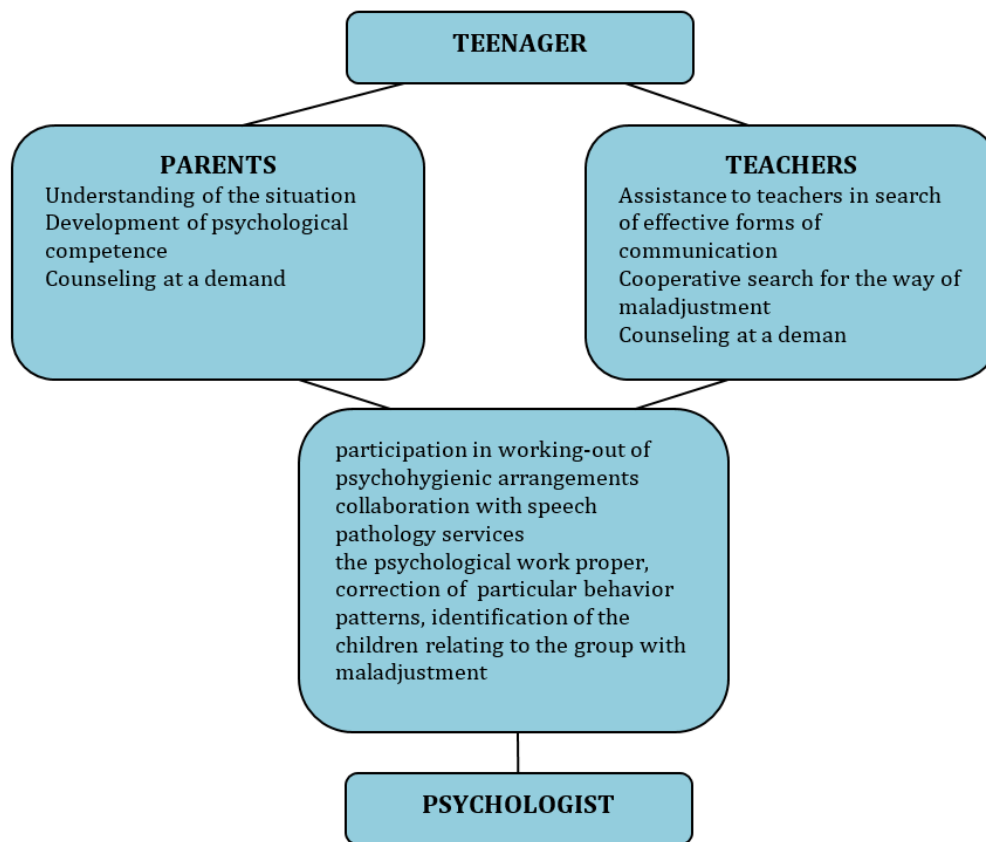 TEENAGER
PARENTS
Understanding of the situation
Development of psychological
competence
Counseling at a demand
TEACHERS
Assistance to teachers in search
of effective forms of
communication
Cooperative search for the way of
maladjustment
Counseling at a deman
participation in working-out of
psychohygienic arrangements
collaboration with speech
pathology services
the psychological work proper,
correction of particular behavior
patterns, identification of the
children relating to the group with
maladjustment
PSYCHOLOGIST